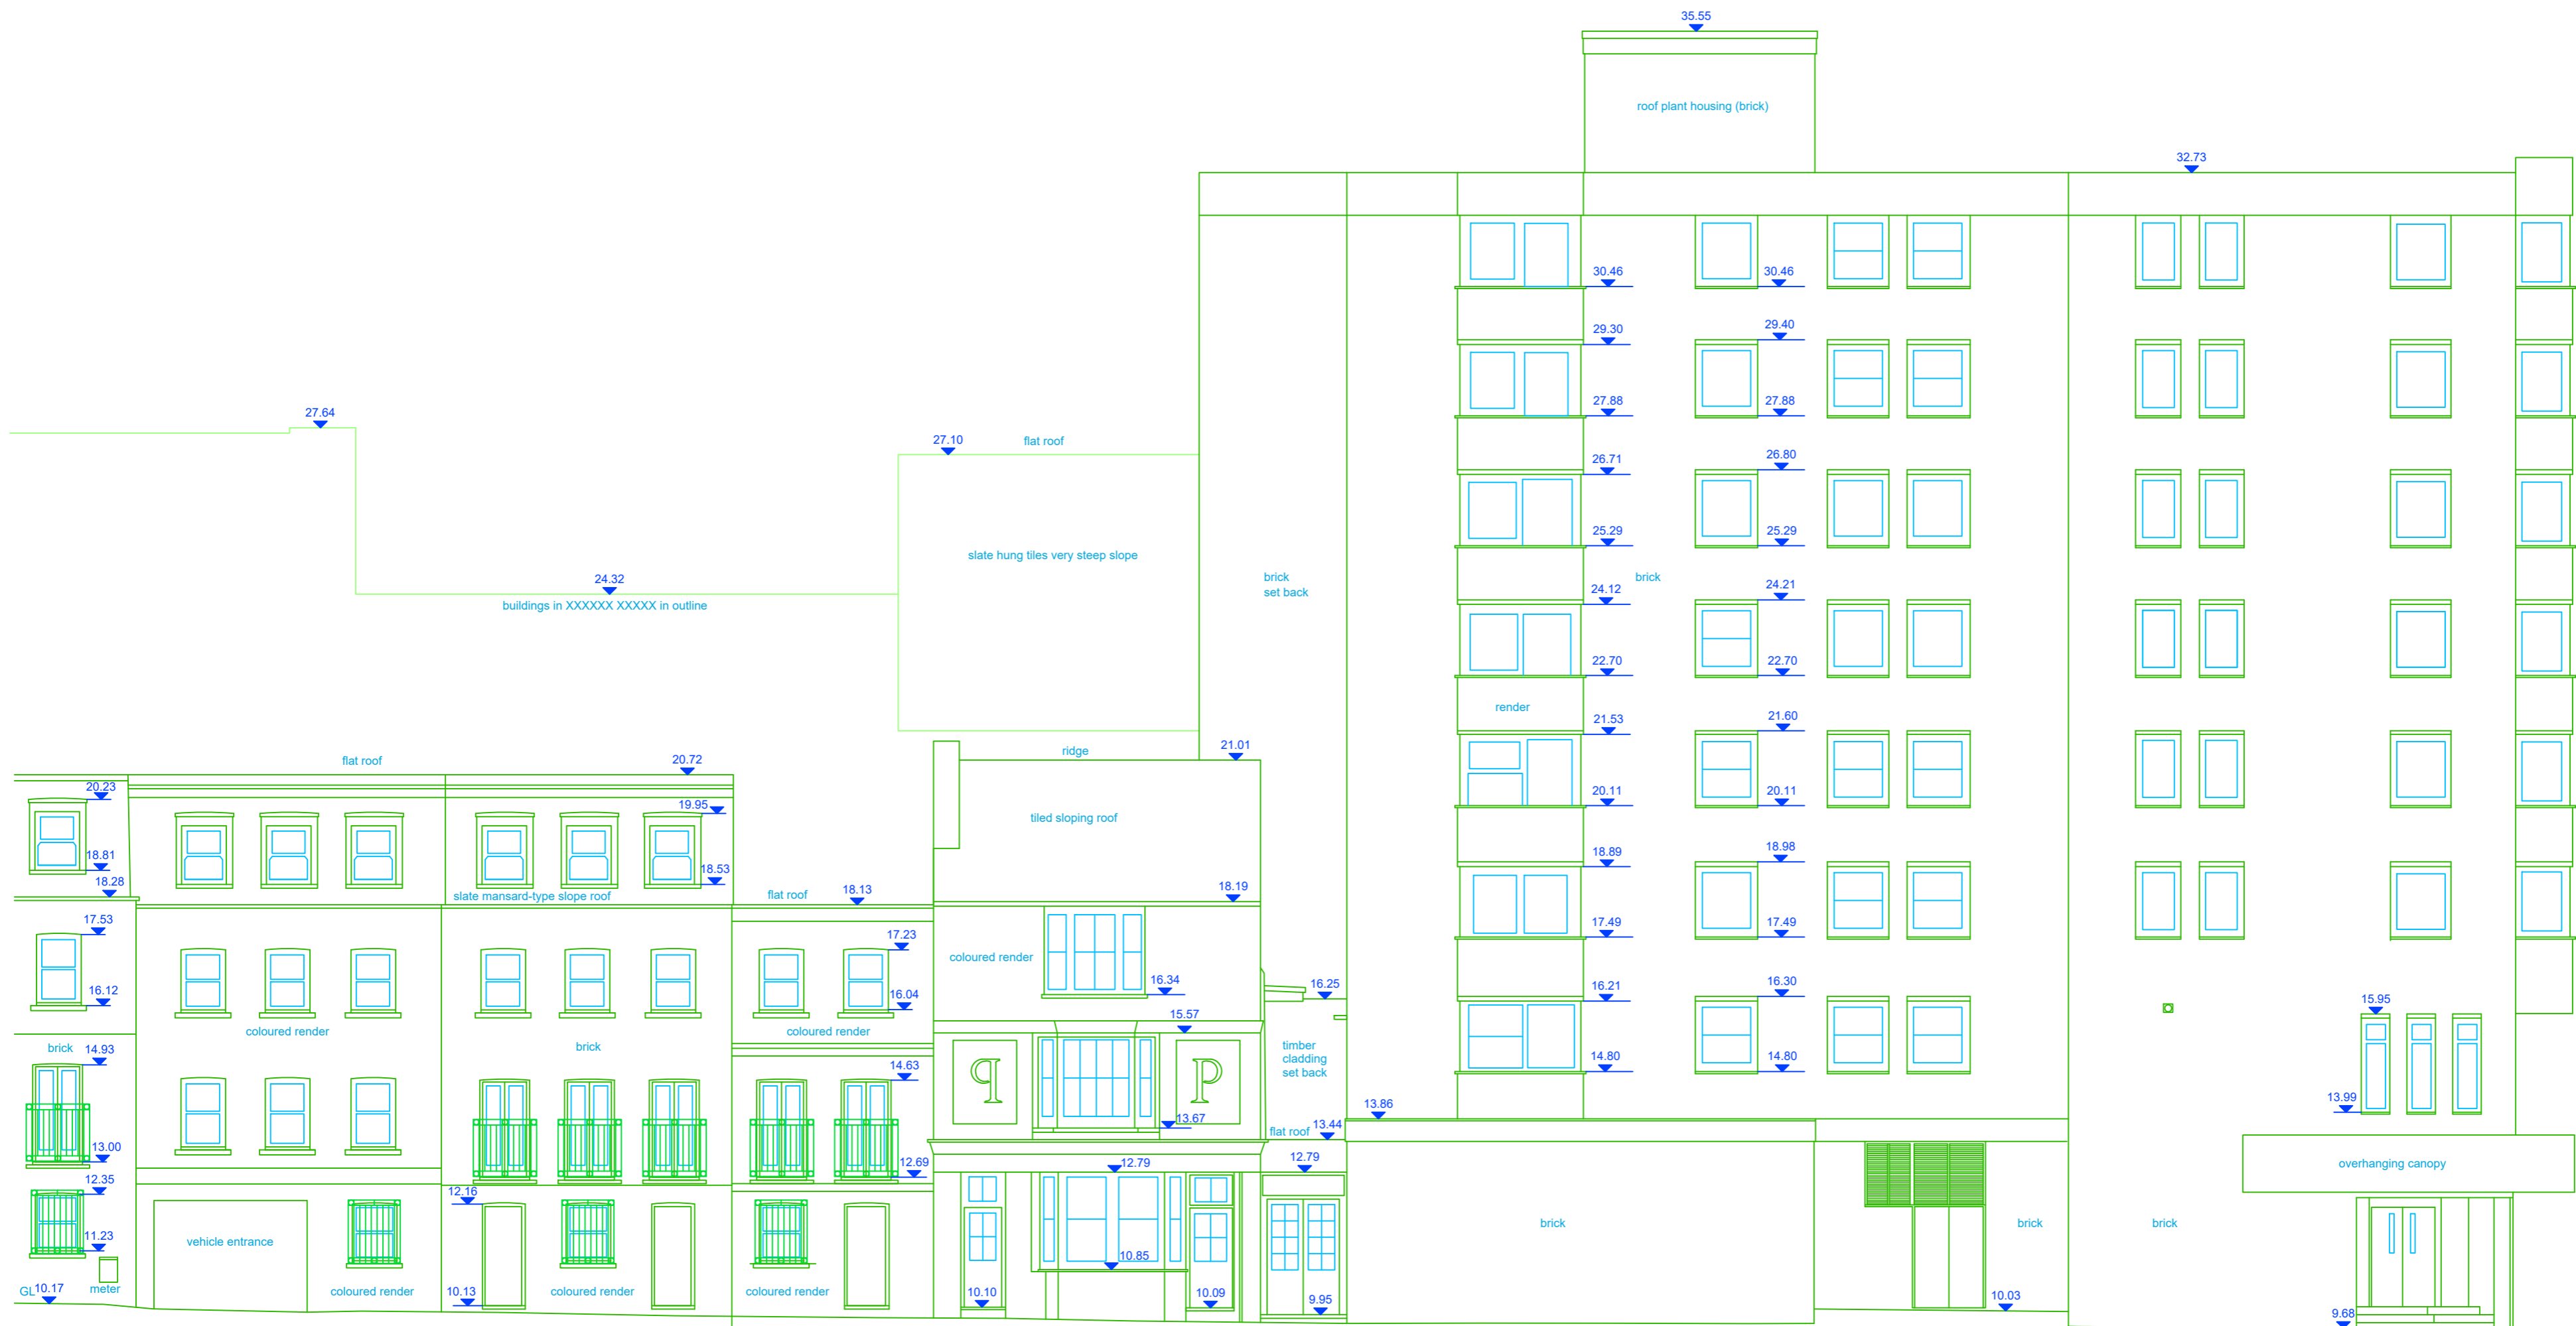 35.55
roof plant housing (brick)
32.73
30.46
30.46
29.30
29.40
27.88
27.88
27.64
27.10
flat roof
26.71
26.80
slate hung tiles very steep slope
25.29
25.29
24.32
buildings in XXXXXX XXXXX in outline
brick
set back
brick
24.12
24.21
22.70
22.70
render
21.53
21.60
flat roof
20.72
ridge
21.01
20.23
19.95
20.11
20.11
tiled sloping roof
18.81
18.53
18.28
slate mansard-type slope roof
flat roof
18.13
18.19
18.89
18.98
17.53
17.23
17.49
17.49
coloured render
16.12
16.04
16.34
16.25
16.21
16.30
15.95
15.57
coloured render
coloured render
brick
14.93
brick
14.63
P
P
timber
cladding
set back
14.80
14.80
13.67
13.86
13.99
flat roof
13.44
13.00
12.69
12.79
12.79
overhanging canopy
12.35
12.16
11.23
vehicle entrance
10.85
brick
brick
brick
GL
10.17
meter
coloured render
10.13
coloured render
coloured render
10.10
10.09
9.95
10.03
9.68